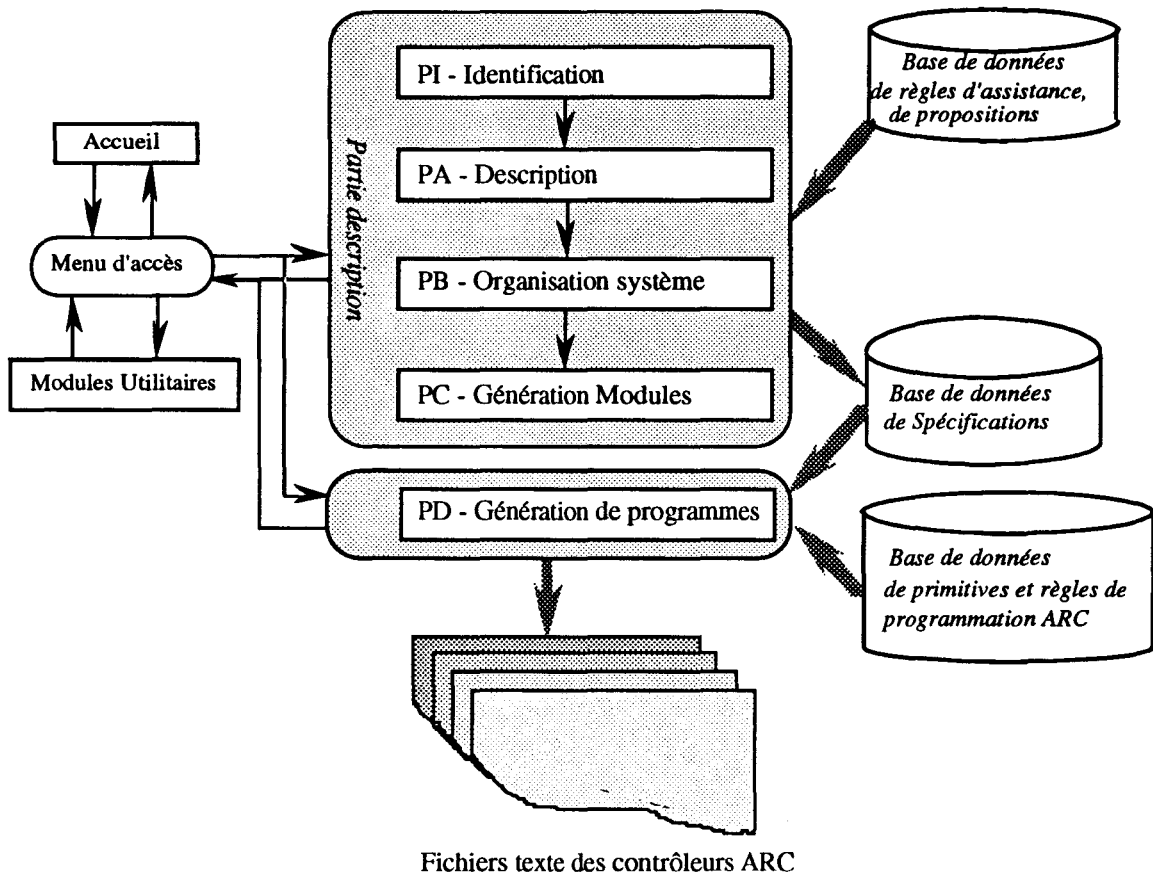 Accueil
Menu d'accès
Modules Utilitaires
Partie description
PI - Identification
PA - Description
PB - Organisation système
PC - Génération Modules
PD - Génération de programmes
Base de données
de règles d'assistance,
de propositions
Base de données
de Spécifications
Base de données
de primitives et règles de
programmation ARC
Fichiers texte des contrôleurs ARC